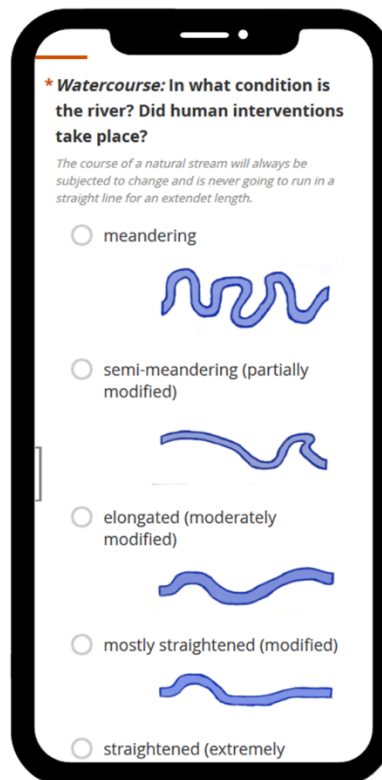 * Watercourse: In what condition is
the river? Did human interventions
take place?
The course of a natural stream will always be
subjected to change and is never going to run in a
straight line for an extendet length.
meandering
semi-meandering (partially
modified)
elongated (moderately
modified)
mostly straightened (modified)
straightened (extremely